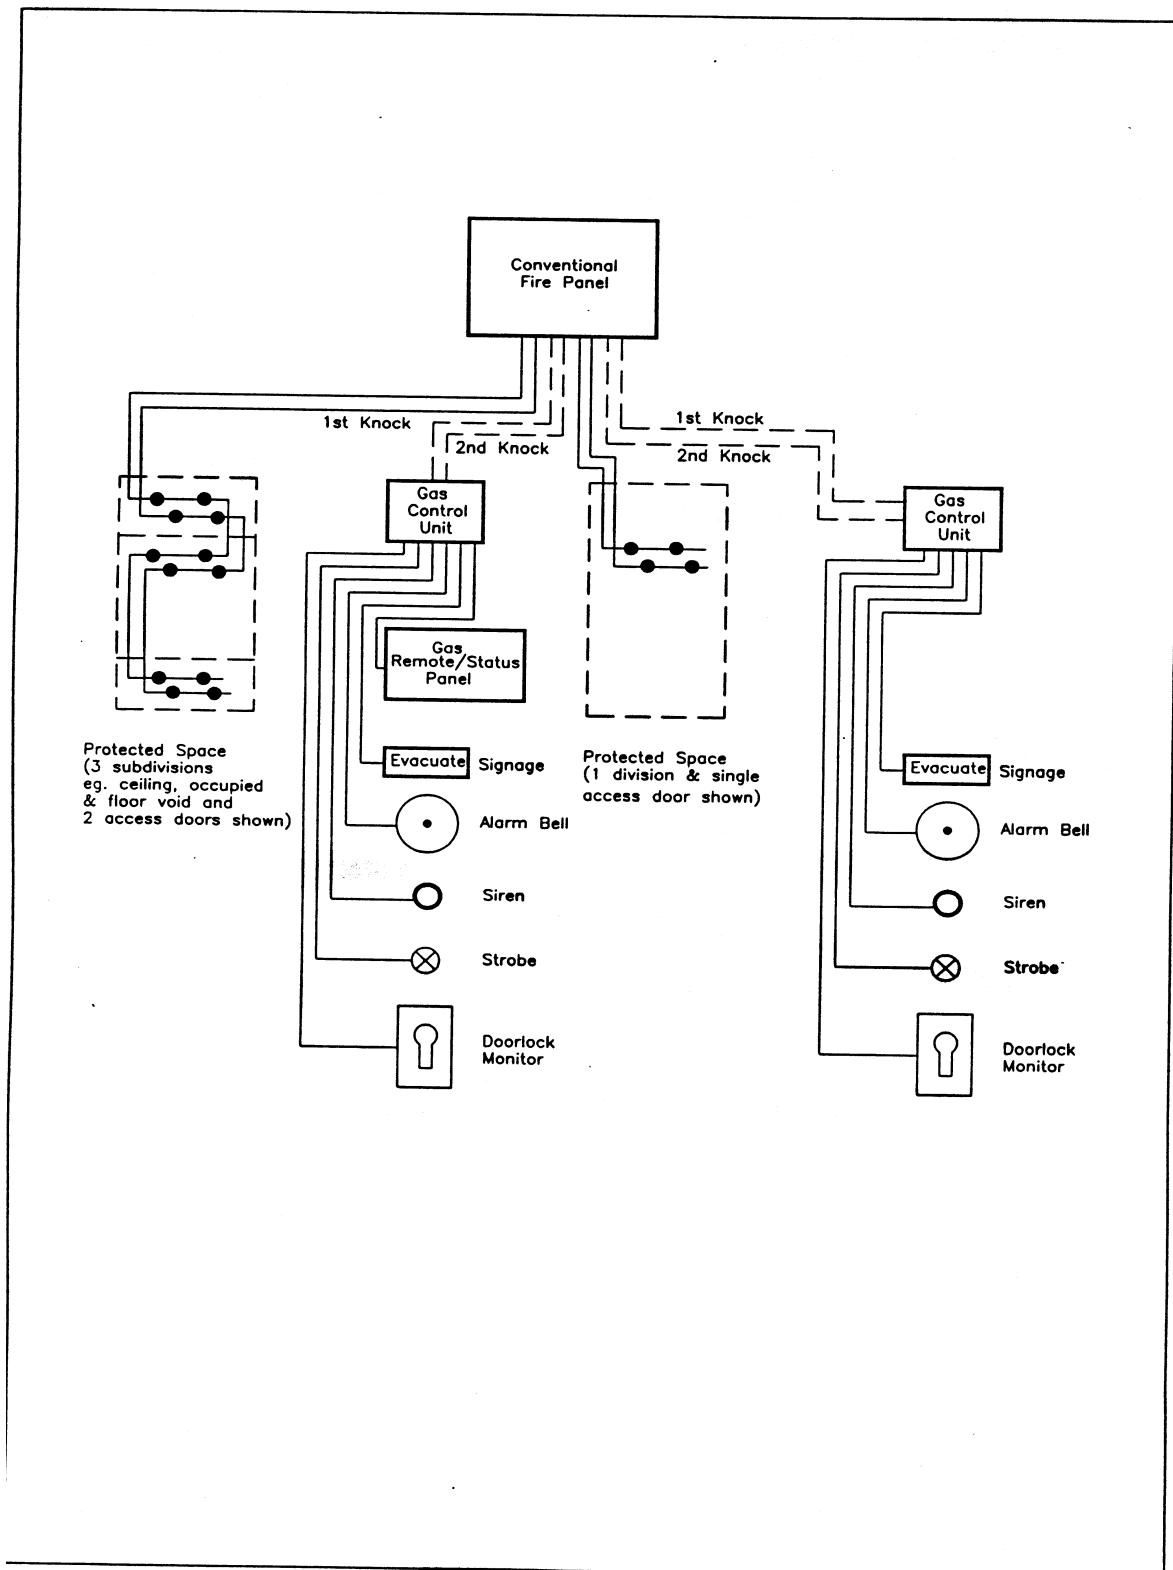 Conventional
Fire Panel
1st Knock
2nd Knock
1st Knock
2nd Knock
Gas
Control
Unit
Gas
Control
Unit
Gas
Remote/Status
Panel
Protected Space
(3 subdivisions
eg. ceiling, occupied
& floor void and
2 access doors shown)
Evacuate
Signage
Alarm Bell
Siren
Strobe
Doorlock
Monitor
Protected Space
(1 division & single
access door shown)
Evacuate
Signage
Alarm Bell
Siren
Strobe
Doorlock
Monitor